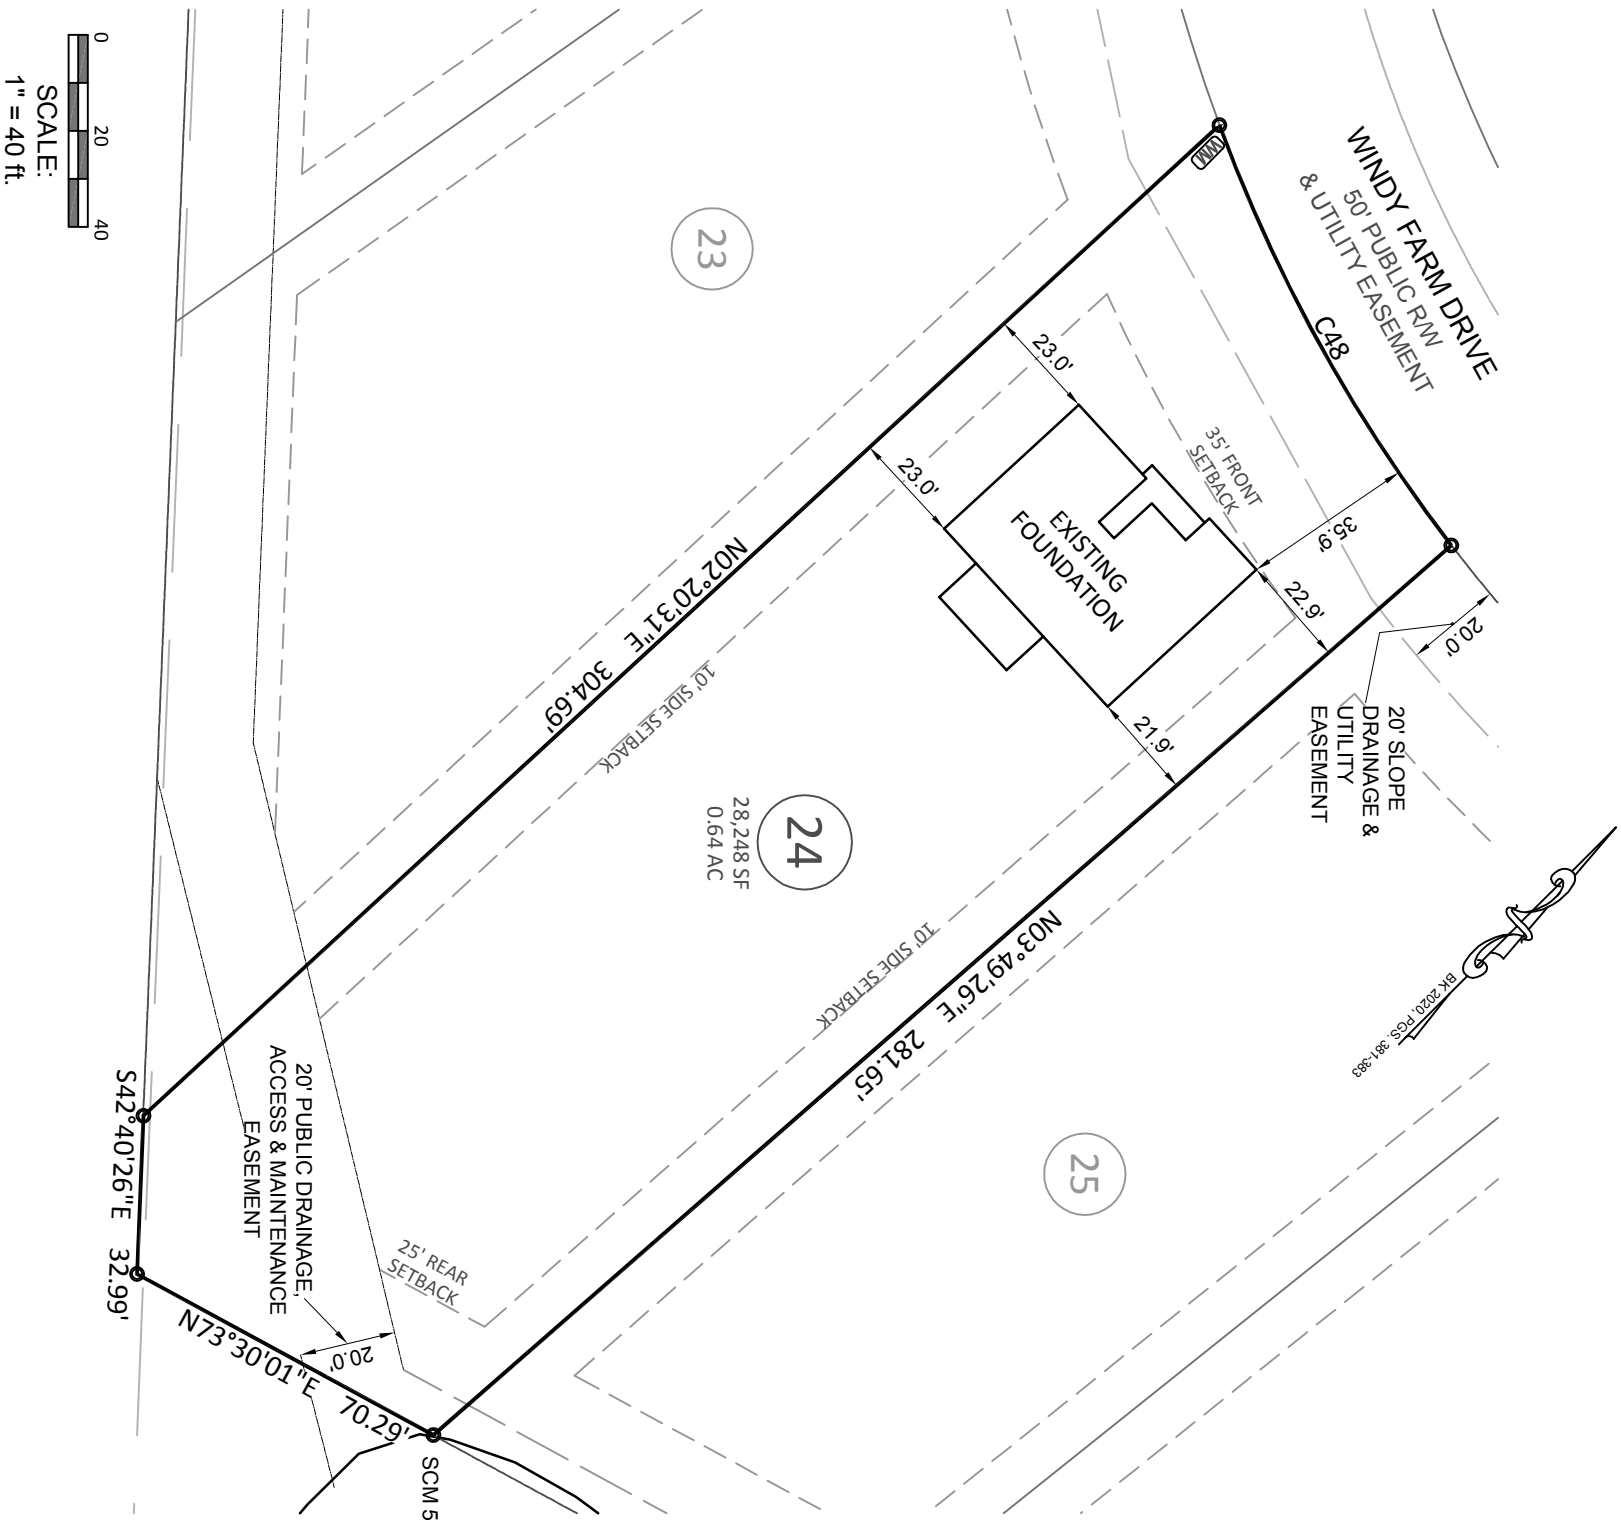 WINDY FARM DRIVE
50' PUBLIC R/W
& UTILITY EASEMENT
C48
WM
23
23.0'
23.0'
35' FRONT
SETBACK
35.9'
22.9'
21.9'
EXISTING
FOUNDATION
20.0'
20' SLOPE
DRAINAGE &
UTILITY
EASEMENT
N02°20'31"E 304.69'
10' SIDE SETBACK
24
28,248 SF
0.64 AC
10' SIDE SETBACK
N03°49'26"E 281.65'
BK 2020, PGS. 381-383
25
20' PUBLIC DRAINAGE,
ACCESS & MAINTENANCE
EASEMENT
25' REAR
SETBACK
20.0'
S42°40'26"E 32.99'
N73°30'01"E 70.29'
SCM 5
0 20 40
SCALE:
1" = 40 ft.